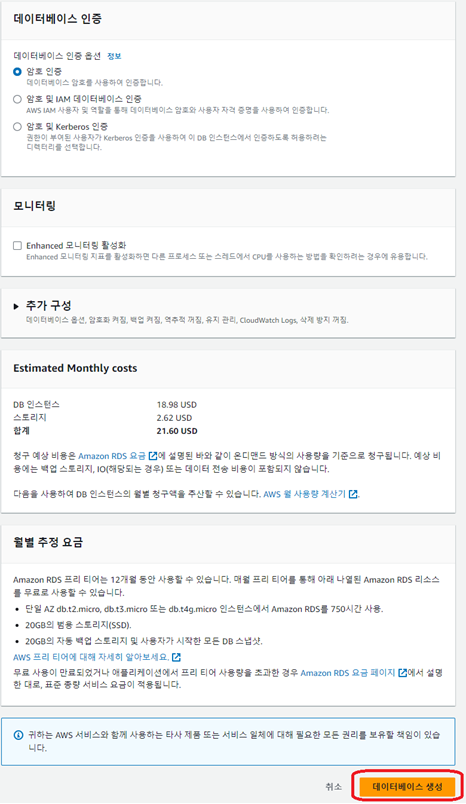 데이터베이스 인증
데이터베이스 인증 옵션 정보
암호 인증
데이터베이스 암호를 사용하여 인증합니다.
암호 및 IAM 데이터베이스 인증
AWS IAM 사용자 및 역할을 통해 데이터베이스 암호와 사용자 자격 증명을 사용하여 인증합니다.
암호 및 Kerberos 인증
권한이 부여된 사용자가 Kerberos 인증을 사용하여 이 DB 인스턴스에서 인증하도록 허용하려는
디렉터리를 선택합니다.
모니터링
Enhanced 모니터링 활성화
Enhanced 모니터링 지표를 활성화하면 다른 프로세스 또는 스레드에서 CPU를 사용하는 방법을 확인하려는 경우에 유용합니다.
추가 구성
데이터베이스 옵션, 암호화 켜짐, 백업 켜짐, 역추적 꺼짐, 유지 관리, CloudWatch Logs, 삭제 방지 꺼짐.
Estimated Monthly costs
DB 인스턴스 18.98 USD
스토리지 2.62 USD
합계 21.60 USD
청구 예상 비용은 Amazon RDS 요금에 설명된 바와 같이 온디맨드 방식의 사용량을 기준으로 청구됩니다. 예상 비
용에는 백업 스토리지, IO(해당되는 경우) 또는 데이터 전송 비용이 포함되지 않습니다.
다음을 사용하여 DB 인스턴스의 월별 청구액을 추산할 수 있습니다. AWS 월 사용량 계산기.
월별 추정 요금
Amazon RDS 프리 티어는 12개월 동안 사용할 수 있습니다. 매월 프리 티어를 통해 아래 나열된 Amazon RDS 리소스
를 무료로 사용할 수 있습니다.
• 단일 AZ db.t2.micro, db.t3.micro 또는 db.t4g.micro 인스턴스에서 Amazon RDS를 750시간 사용.
• 20GB의 범용 스토리지(SSD).
• 20GB의 자동 백업 스토리지 및 사용자가 시작한 모든 DB 스냅샷.
AWS 프리 티어에 대해 자세히 알아보세요.
무료 사용이 만료되었거나 애플리케이션에서 프리 티어 사용량을 초과한 경우 Amazon RDS 요금 페이지에서 설명
한 대로, 표준 종량 서비스 요금이 적용됩니다.
귀하는 AWS 서비스와 함께 사용하는 타사 제품 또는 서비스 일체에 대해 필요한 모든 권리를 보유할 책임이 있습
니다.
취소 데이터베이스 생성